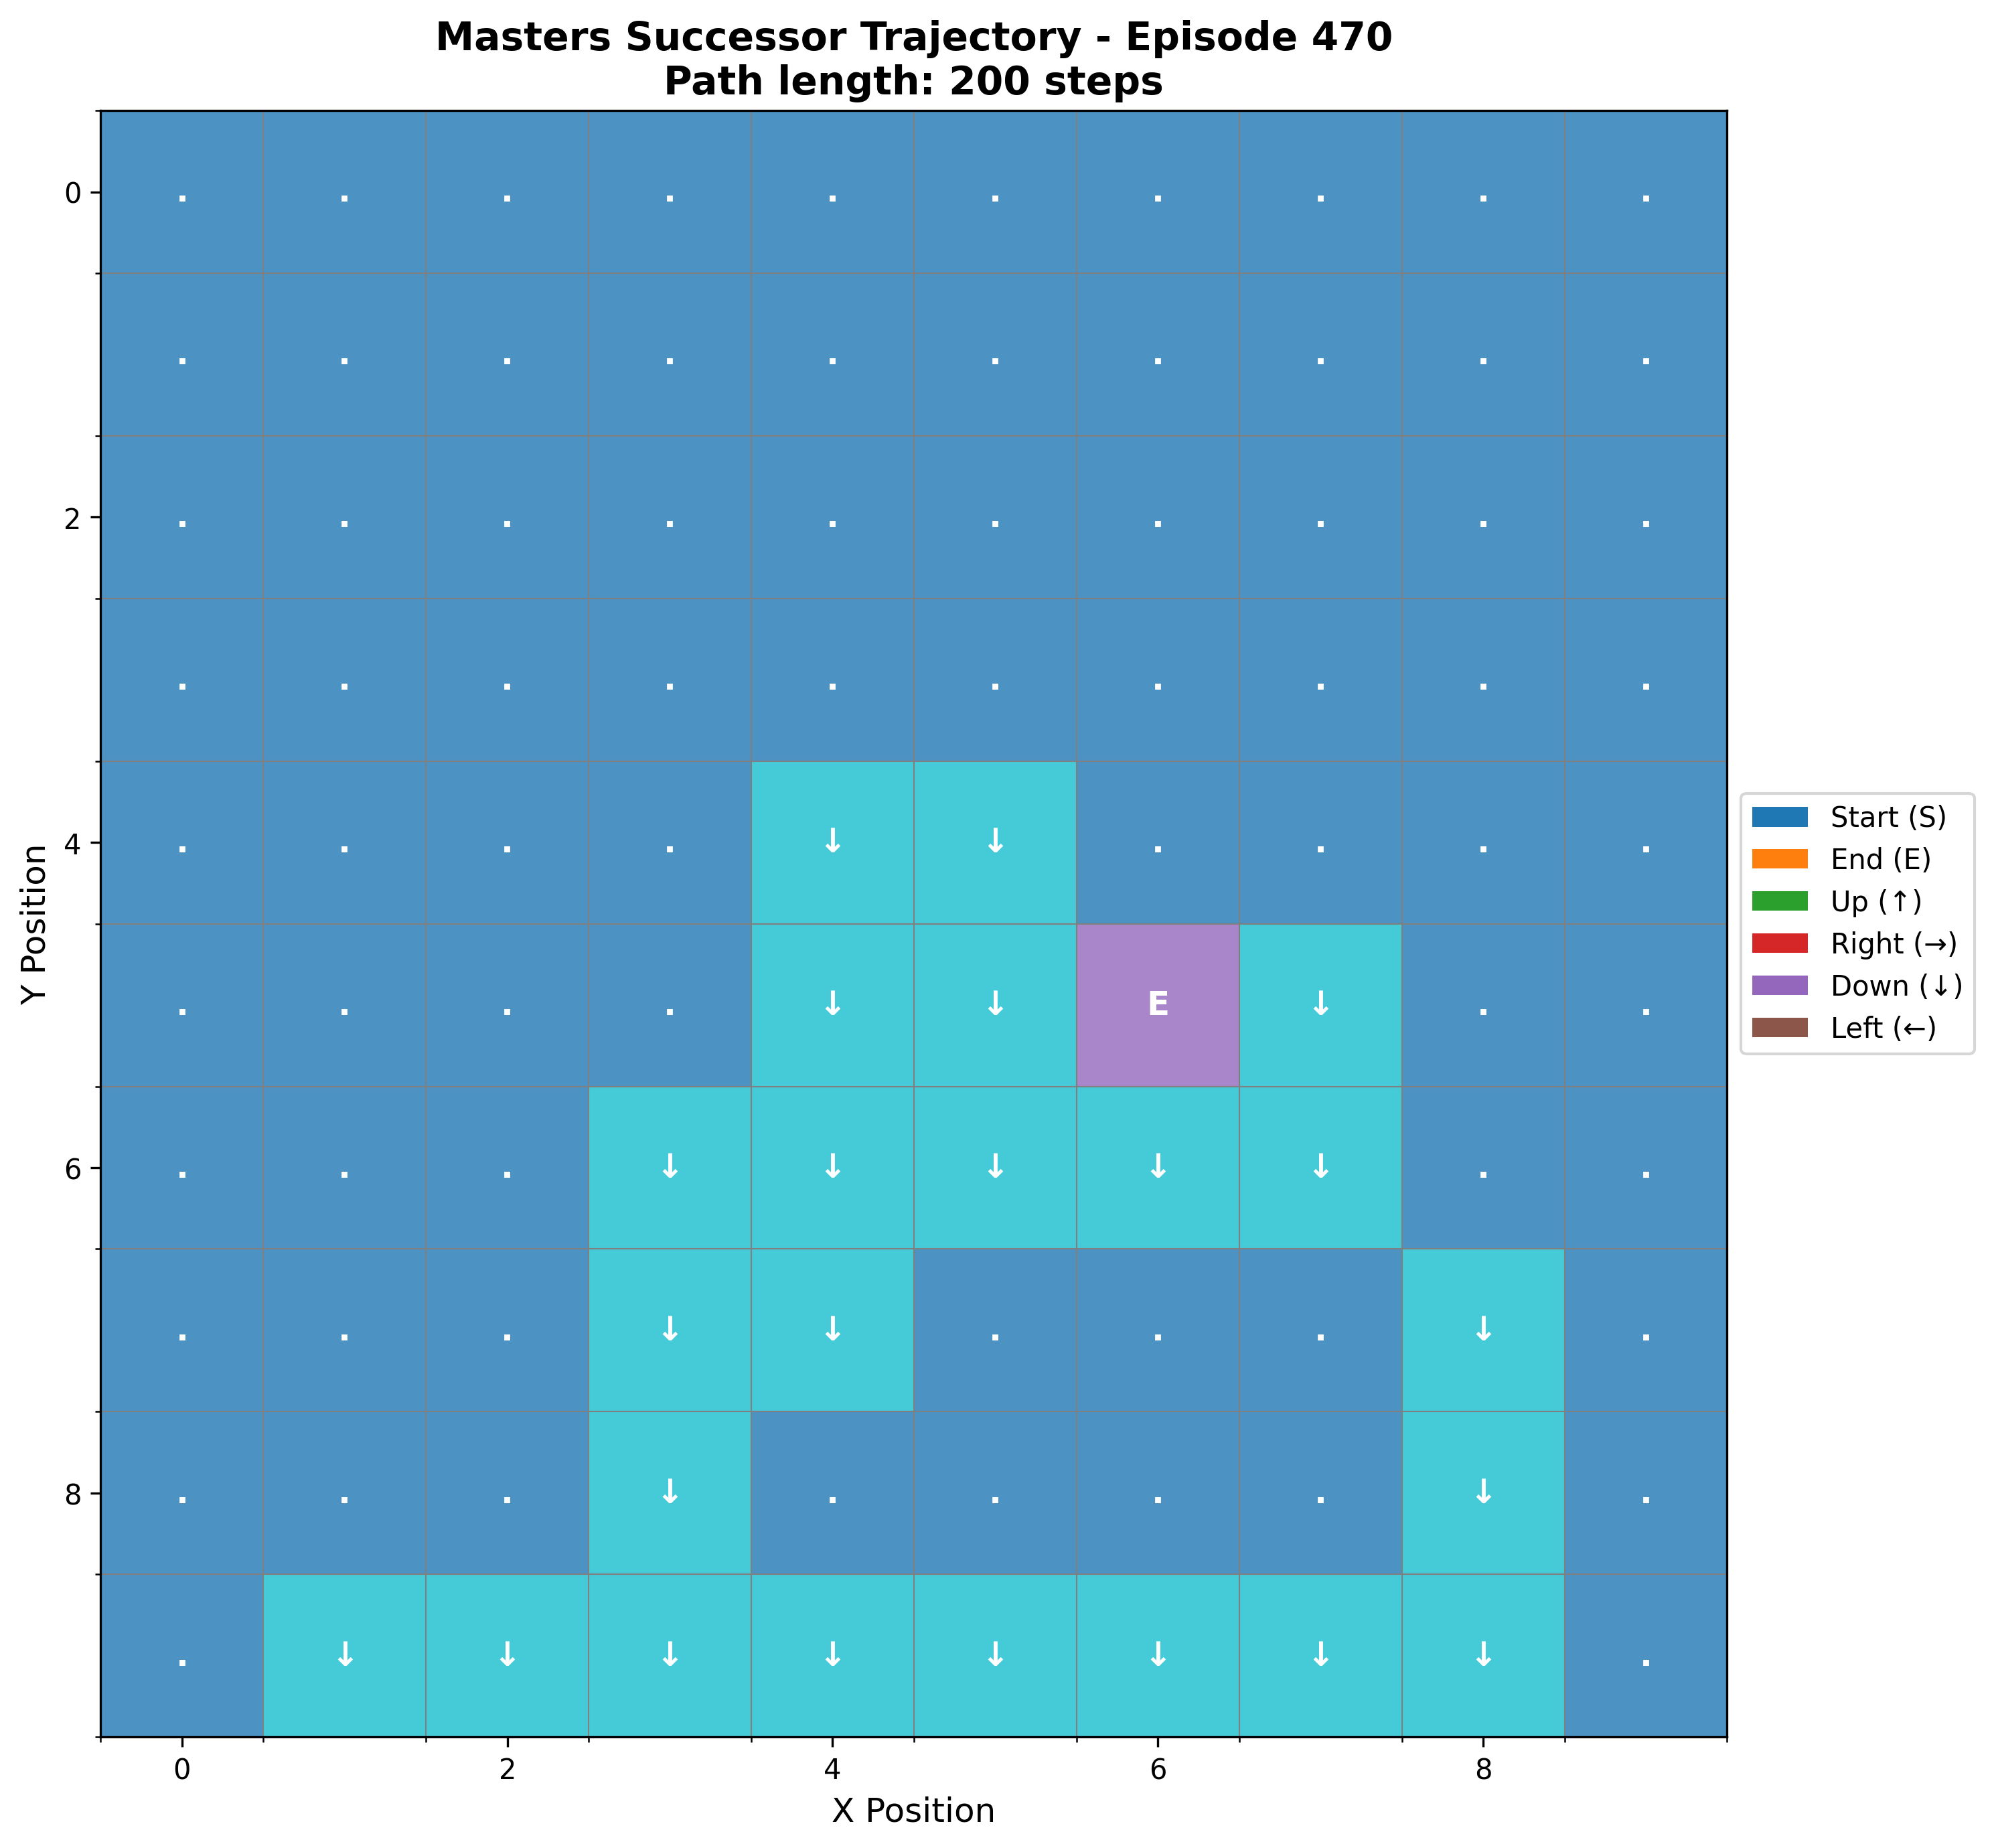 Masters Successor Trajectory - Episode 470
Path length: 200 steps
0 . . . . . . . . . .
. . . . . . . . . .
2 . . . . . . . . . .
. . . . . . . . . .
4 . . . . ↓ ↓ . . . .
. . . . ↓ ↓ E ↓ . .
6 . . . ↓ ↓ ↓ ↓ ↓ . .
. . . ↓ ↓ . . . ↓ .
8 . . . ↓ . . . . ↓ .
. ↓ ↓ ↓ ↓ ↓ ↓ ↓ ↓ .
0 2 4 6 8
X Position
Y Position
Start (S)
End (E)
Up (↑)
Right (→)
Down (↓)
Left (←)